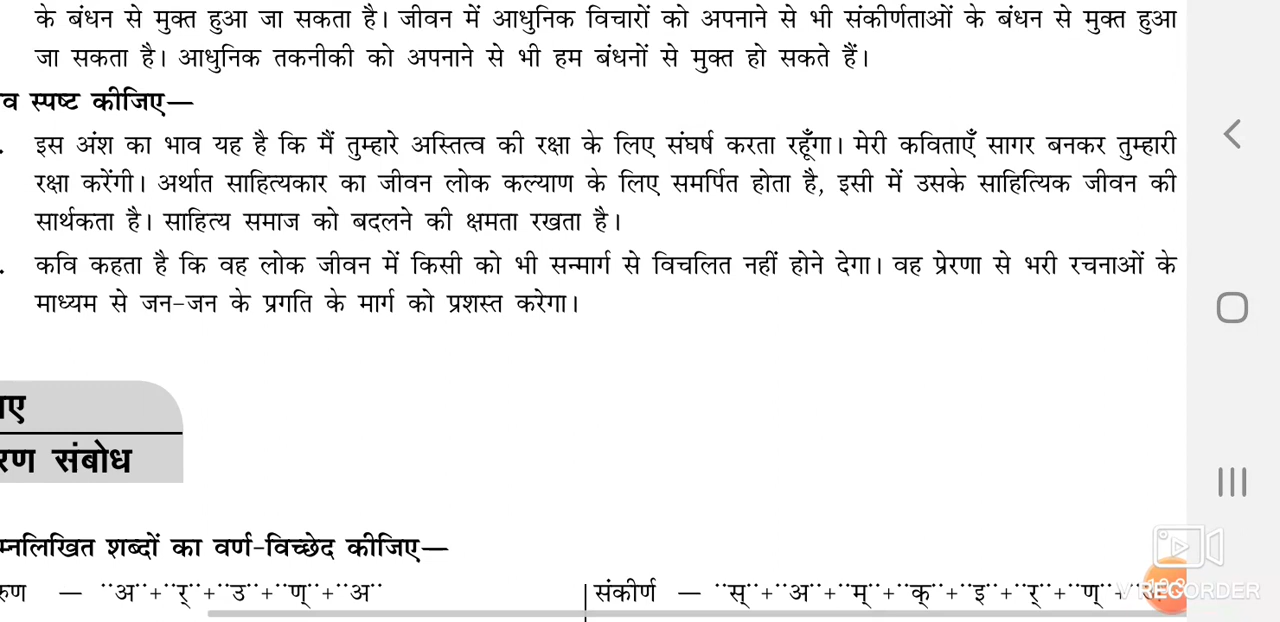 के बंधन से मुक्त हुआ जा सकता है। जीवन में आधुनिक विचारों को अपनाने से भी संकीर्णताओं के बंधन से मुक्त हुआ
जा सकता है। आधुनिक तकनीकी को अपनाने से भी हम बंधनों से मुक्त हो सकते हैं।
व स्पष्ट कीजिए—
. इस अंश का भाव यह है कि मैं तुम्हारे अस्तित्व की रक्षा के लिए संघर्ष करता रहूँगा। मेरी कविताएँ सागर बनकर तुम्हारी
रक्षा करेंगी। अर्थात साहित्यकार का जीवन लोक कल्याण के लिए समर्पित होता है, इसी में उसके साहित्यिक जीवन की
सार्थकता है। साहित्य समाज को बदलने की क्षमता रखता है।
. कवि कहता है कि वह लोक जीवन में किसी को भी सन्मार्ग से विचलित नहीं होने देगा। वह प्रेरणा से भरी रचनाओं के
माध्यम से जन-जन के प्रगति के मार्ग को प्रशस्त करेगा।
ाए
रण संबोध
म्नलिखित शब्दों का वर्ण-विच्छेद कीजिए—
रुण — ¨अ¨+¨र्¨+¨उ¨+¨ण्¨+¨अ¨
संकीर्ण — ¨स्¨+¨अ¨+¨म्¨+¨क्¨+¨इ¨+¨र्¨+¨ण्¨+
V RECORDER